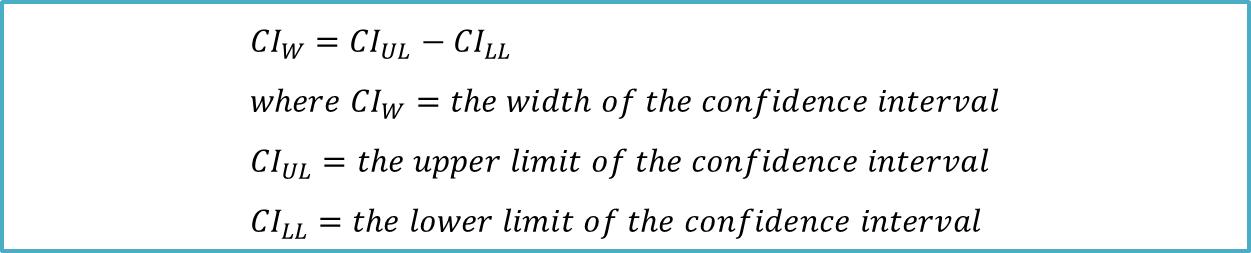 CI_W = CI_UL − CI_LL
where CI_W = the width of the confidence interval
CI_UL = the upper limit of the confidence interval
CI_LL = the lower limit of the confidence interval